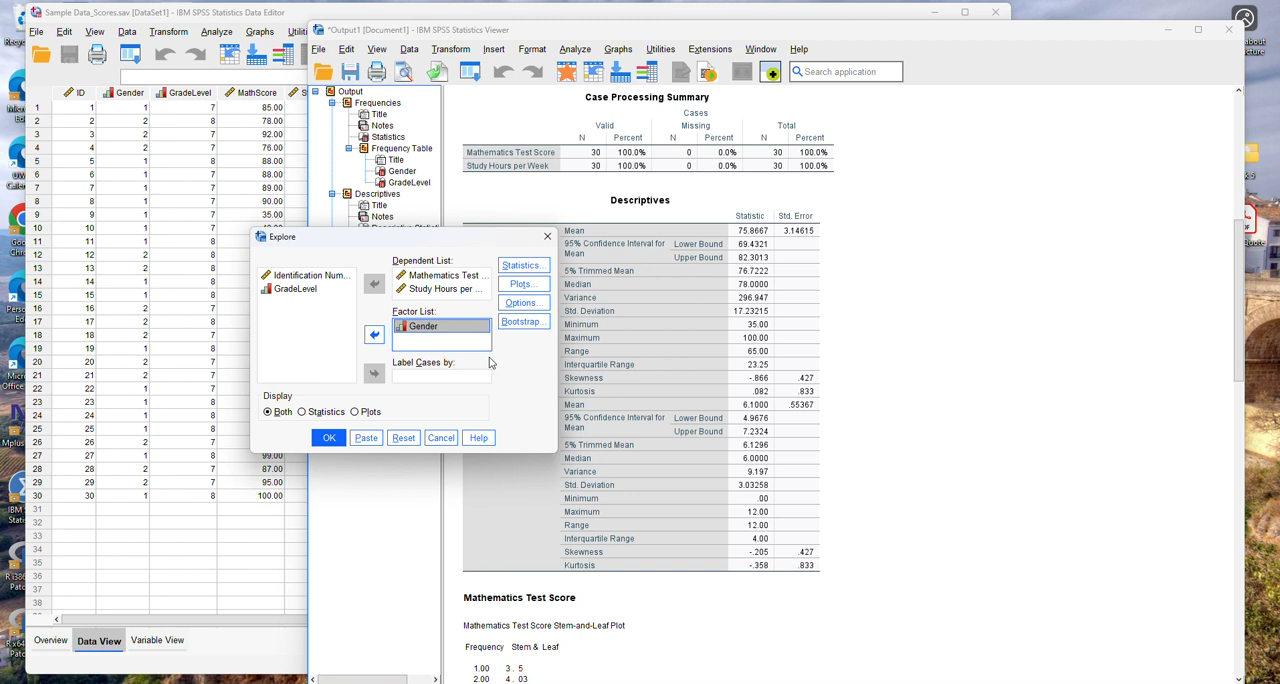 Sample Data_Scores.sav [DataSet1] - IBM SPSS Statistics Data Editor
File Edit View Data Transform Analyze Graphs
ID Gender GradeLevel MathScore
1 1 1 7 85.00
2 2 2 8 78.00
3 3 2 7 92.00
4 4 2 7 76.00
5 5 1 8 88.00
6 6 2 7
7 7 1 7 89.00
8 8 2 7 90.00
9 9 1 7 35.00
10 10 2 8
11 11 1 8
12 12 2 8
13 13 2 8
14 14 2 8
15 15 1 8
16 16 2 7
17 17 2 8
18 18 2 7
19 19 1 8
20 20 2 7
21 21 2 7
22 22 1 7
23 23 1 8
24 24 1 8
25 25 1 8
26 26 2 7
27 27 1 8 99.00
28 28 2 7 87.00
29 29 2 7 95.00
30 30 1 8 100.00
31
32
33
34
35
36
37
38
Overview Data View Variable View
*Output1 [Document1] - IBM SPSS Statistics Viewer
File Edit View Data Transform Insert Format Analyze Graphs Utilities Extensions Window Help
Search application
Output
Frequencies
Title
Notes
Statistics
Frequency Table
Title
Gender
GradeLevel
Descriptives
Title
Notes
Explore
Identification Num...
GradeLevel
Dependent List:
Mathematics Test ...
Study Hours per ...
Factor List:
Gender
Label Cases by:
Statistics...
Plots...
Options...
Bootstrap...
Display
Both Statistics Plots
OK Paste Reset Cancel Help
Case Processing Summary
Cases
Valid Missing Total
N Percent N Percent N Percent
Mathematics Test Score 30 100.0% 0 0.0% 30 100.0%
Study Hours per Week 30 100.0% 0 0.0% 30 100.0%
Descriptives
Statistic Std. Error
Mean 75.8667 3.14615
95% Confidence Interval for Mean Lower Bound 69.4321
Upper Bound 82.3013
5% Trimmed Mean 76.7222
Median 78.0000
Variance 296.947
Std. Deviation 17.23215
Minimum 35.00
Maximum 100.00
Range 65.00
Interquartile Range 23.25
Skewness -.866 .427
Kurtosis .082 .833
Mean 6.1000 .55367
95% Confidence Interval for Mean Lower Bound 4.9676
Upper Bound 7.2324
5% Trimmed Mean 6.1296
Median 6.0000
Variance 9.197
Std. Deviation 3.03258
Minimum .00
Maximum 12.00
Range 12.00
Interquartile Range 4.00
Skewness -.205 .427
Kurtosis -.358 .833
Mathematics Test Score
Mathematics Test Score Stem-and-Leaf Plot
Frequency Stem & Leaf
1.00 3 . 5
2.00 4 . 03